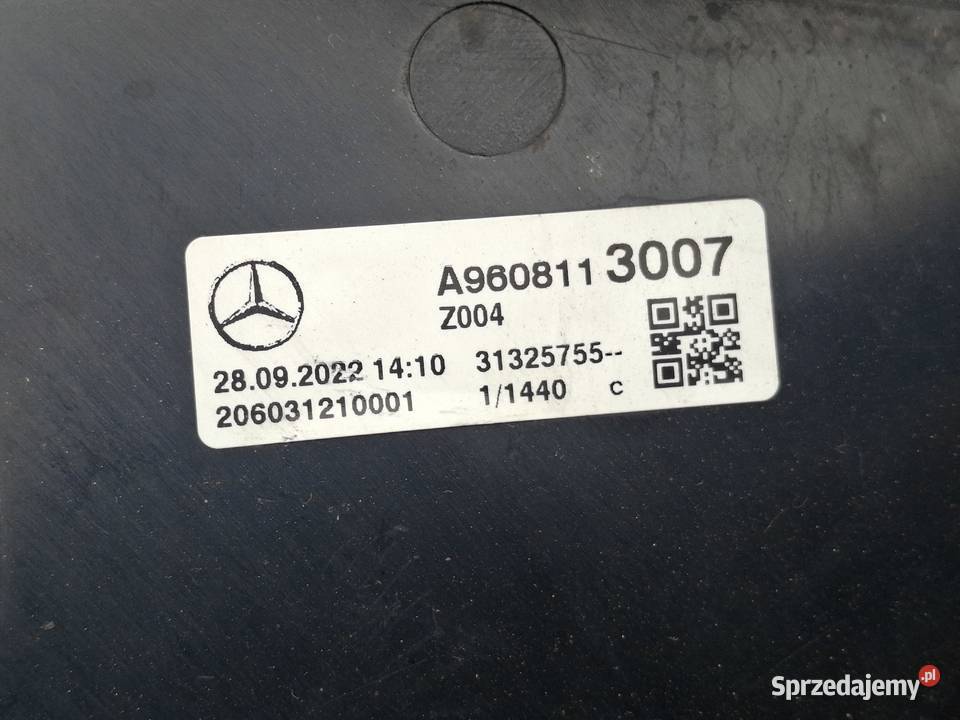 A960811 3007
Z004
28.09.2022 14:10 31325755--
206031210001 1/1440 C
Sprzedajemy.pl